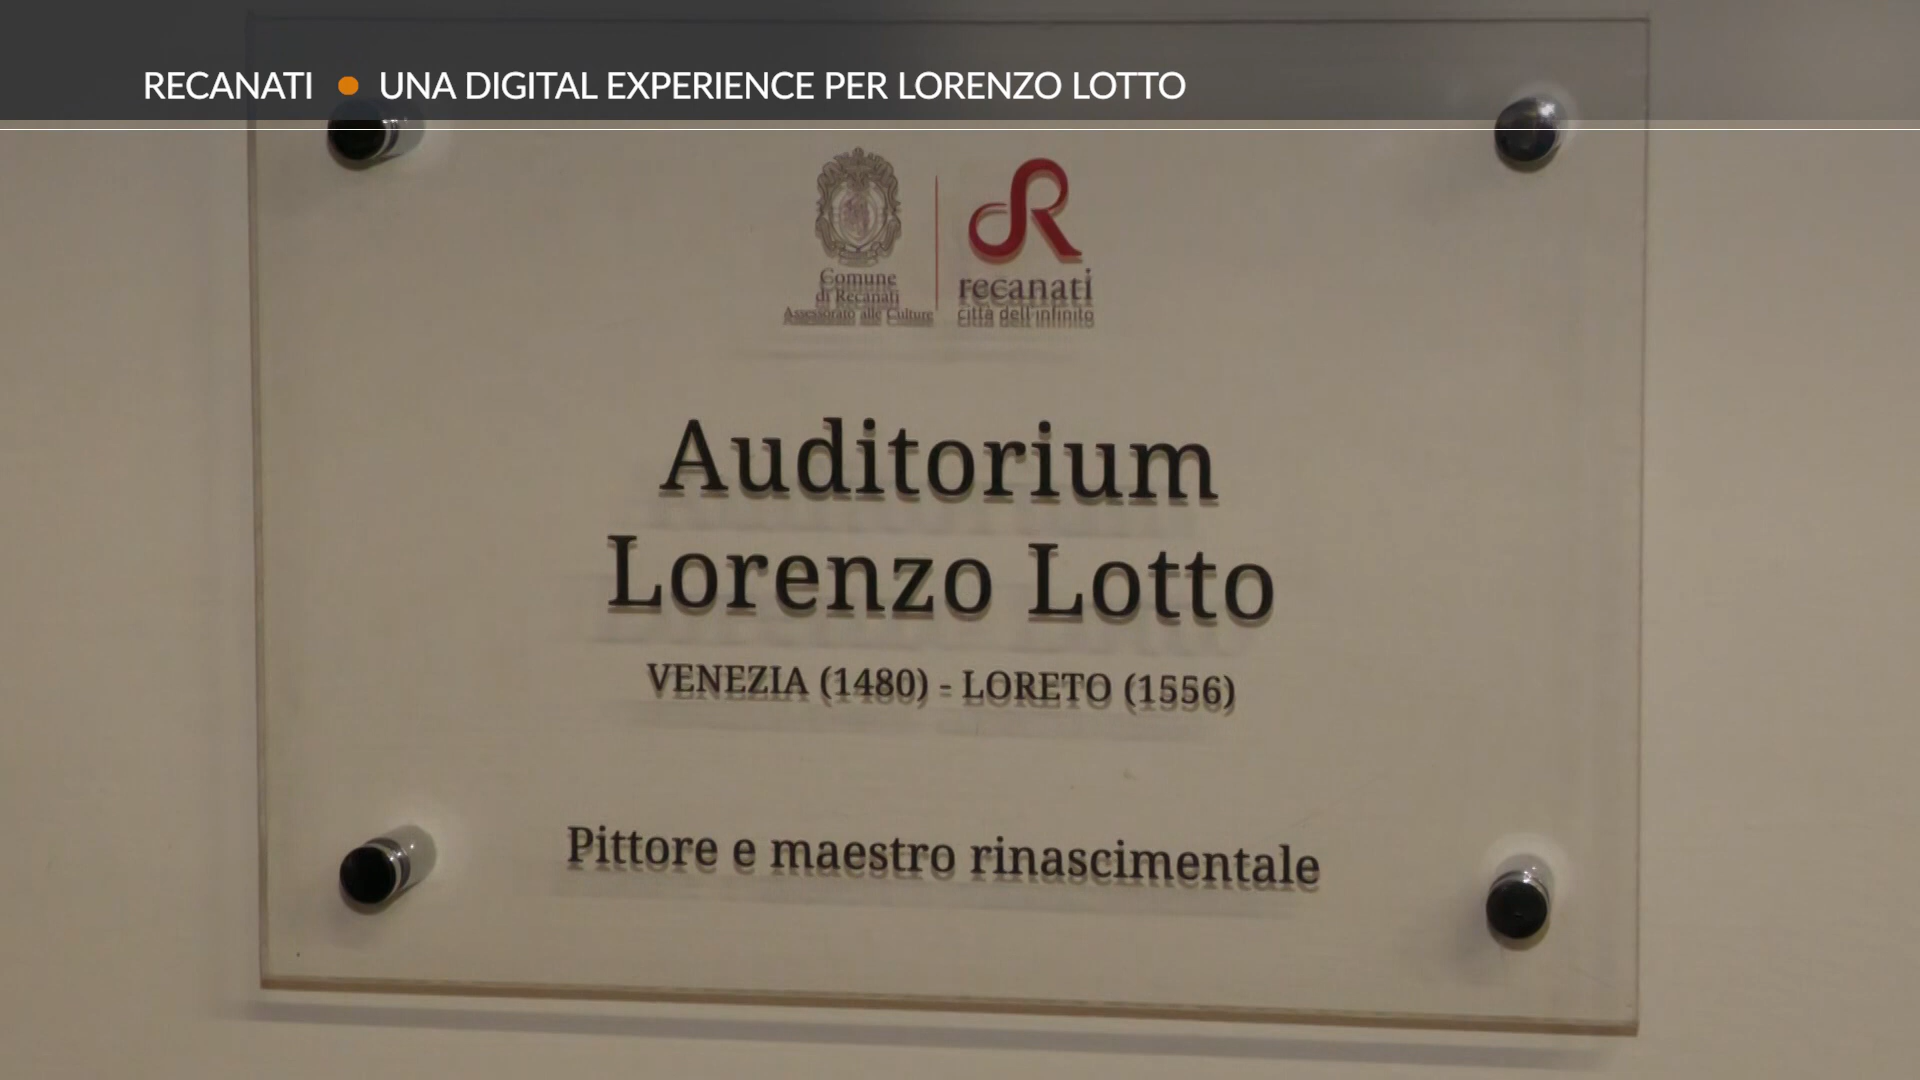 RECANATI • UNA DIGITAL EXPERIENCE PER LORENZO LOTTO
Comune
di Recanati
Assessorato alle Culture
recanati
città dell'infinito
Auditorium
Lorenzo Lotto
VENEZIA (1480) - LORETO (1556)
Pittore e maestro rinascimentale